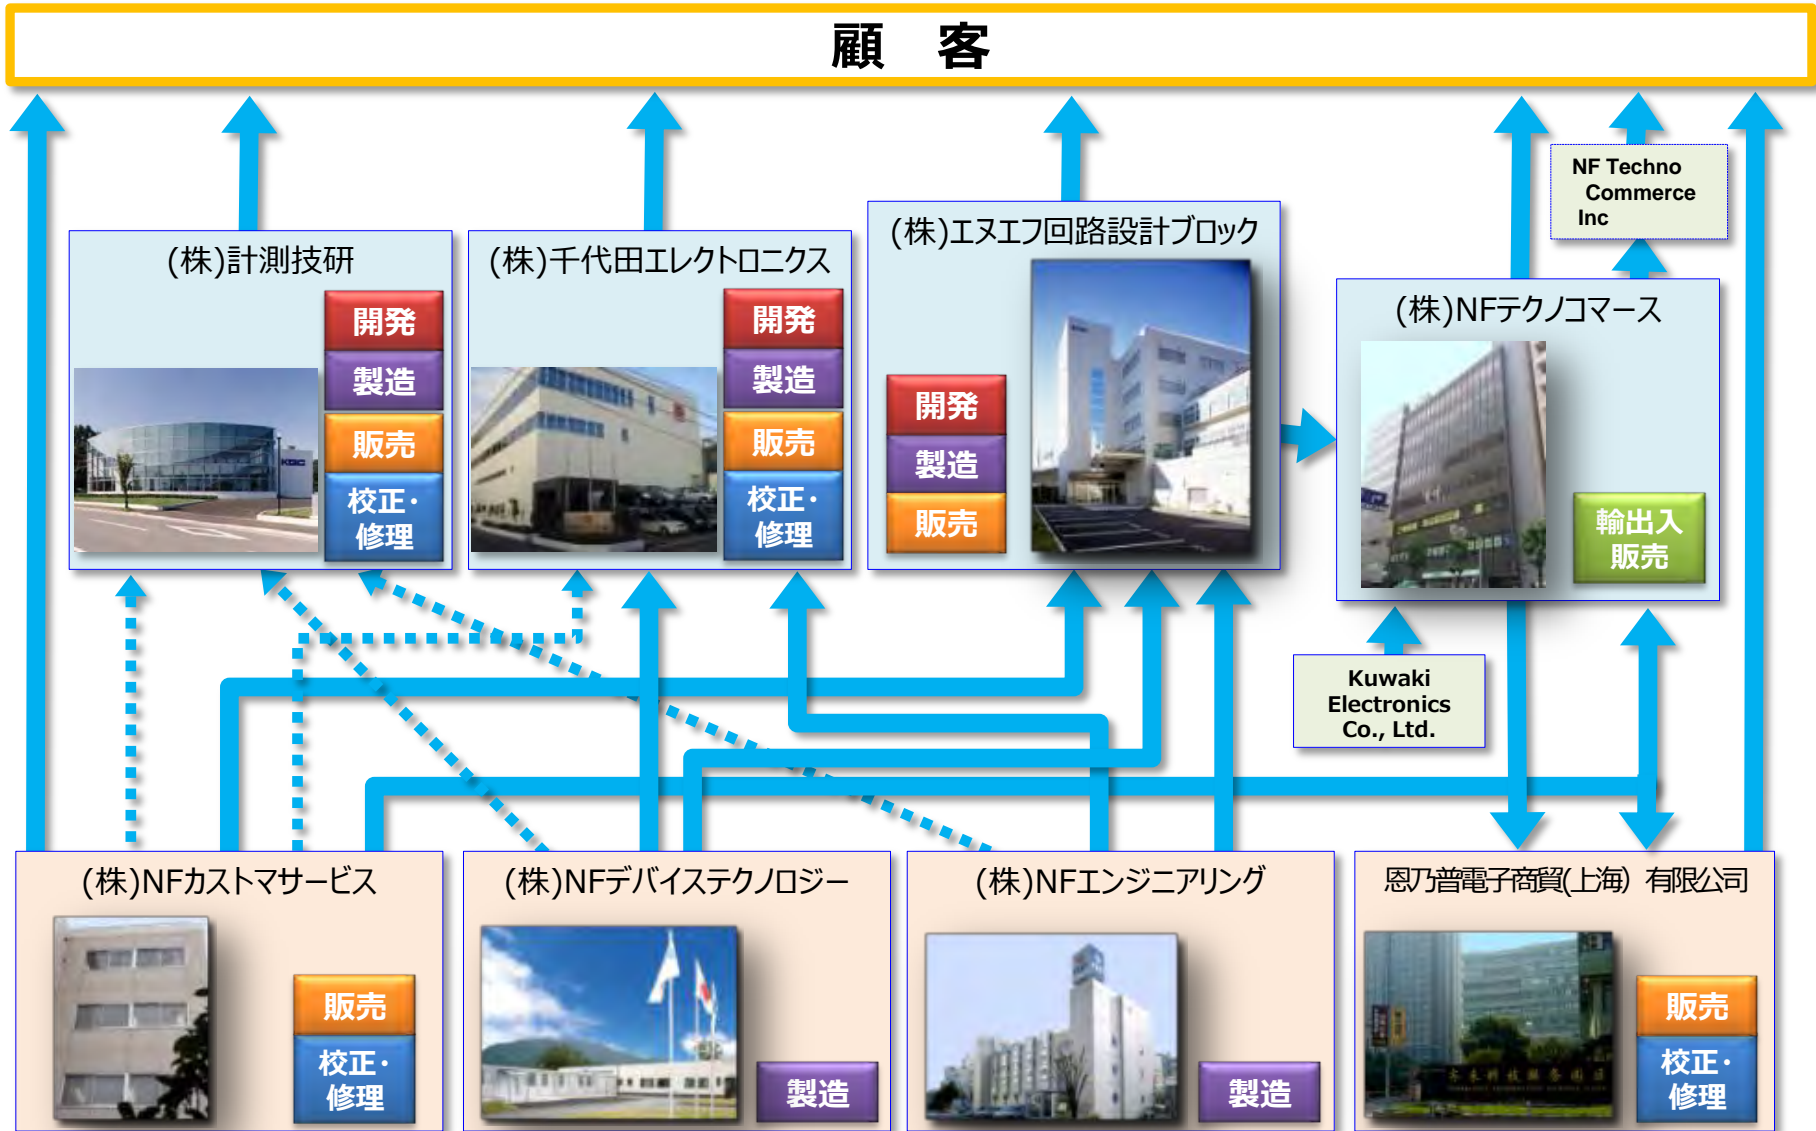 顧 客
NF Techno
Commerce
Inc
(株)計測技研
開発
製造
販売
校正・
修理
KGC
(株)千代田エレクトロニクス
開発
製造
販売
校正・
修理
(株)エヌエフ回路設計ブロック
開発
製造
販売
(株)NFテクノコマース
輸出入
販売
Kuwaki
Electronics
Co., Ltd.
(株)NFカストマサービス
販売
校正・
修理
(株)NFデバイステクノロジー
製造
(株)NFエンジニアリング
製造
恩乃普電子商貿(上海) 有限公司
販売
校正・
修理